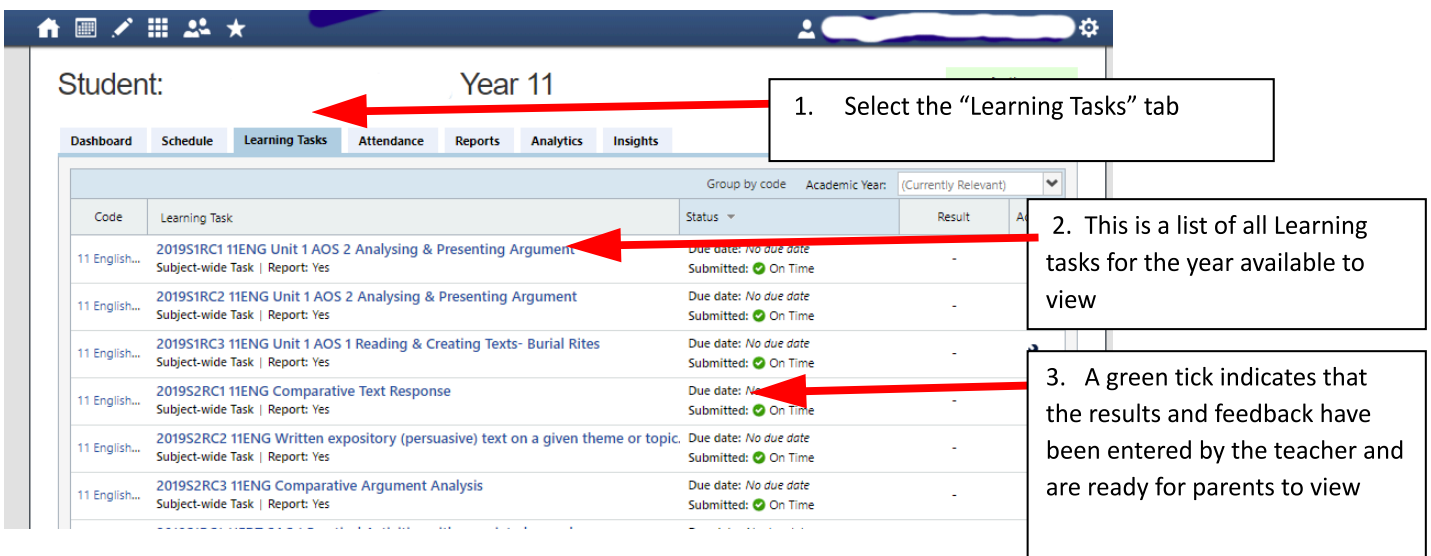 Student: Year 11
1. Select the “Learning Tasks” tab
Dashboard Schedule Learning Tasks Attendance Reports Analytics Insights
Group by code Academic Year: (Currently Relevant)
Code Learning Task Status Result
2. This is a list of all Learning
tasks for the year available to
view
11 English... 2019S1RC1 11ENG Unit 1 AOS 2 Analysing & Presenting Argument Due date: No due date
Subject-wide Task | Report: Yes Submitted: On Time -
11 English... 2019S1RC2 11ENG Unit 1 AOS 2 Analysing & Presenting Argument Due date: No due date
Subject-wide Task | Report: Yes Submitted: On Time -
11 English... 2019S1RC3 11ENG Unit 1 AOS 1 Reading & Creating Texts- Burial Rites Due date: No due date
Subject-wide Task | Report: Yes Submitted: On Time -
3. A green tick indicates that
the results and feedback have
been entered by the teacher and
are ready for parents to view
11 English... 2019S2RC1 11ENG Comparative Text Response Due date: No
Subject-wide Task | Report: Yes Submitted: On Time -
11 English... 2019S2RC2 11ENG Written expository (persuasive) text on a given theme or topic. Due date: No due date
Subject-wide Task | Report: Yes Submitted: On Time -
11 English... 2019S2RC3 11ENG Comparative Argument Analysis Due date: No due date
Subject-wide Task | Report: Yes Submitted: On Time -